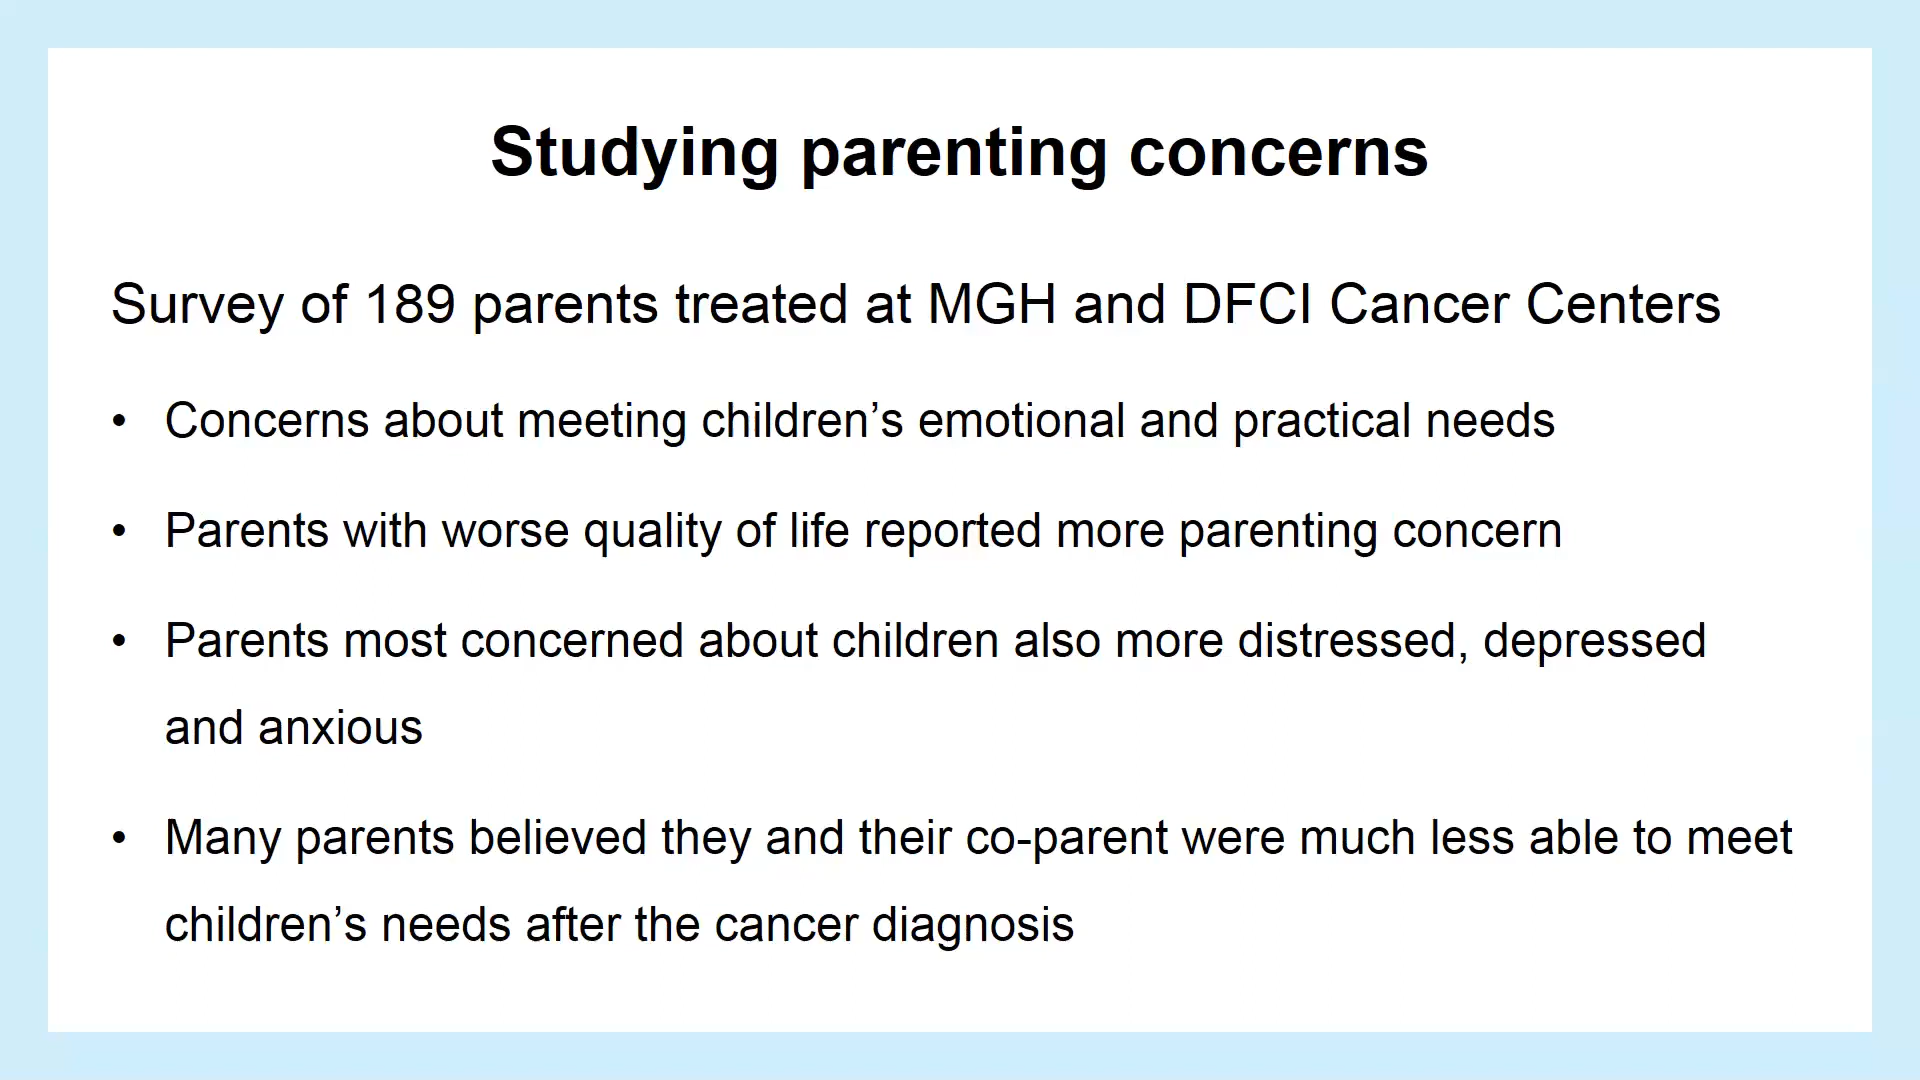 Studying parenting concerns
Survey of 189 parents treated at MGH and DFCI Cancer Centers
• Concerns about meeting children’s emotional and practical needs
• Parents with worse quality of life reported more parenting concern
• Parents most concerned about children also more distressed, depressed
and anxious
• Many parents believed they and their co-parent were much less able to meet
children’s needs after the cancer diagnosis